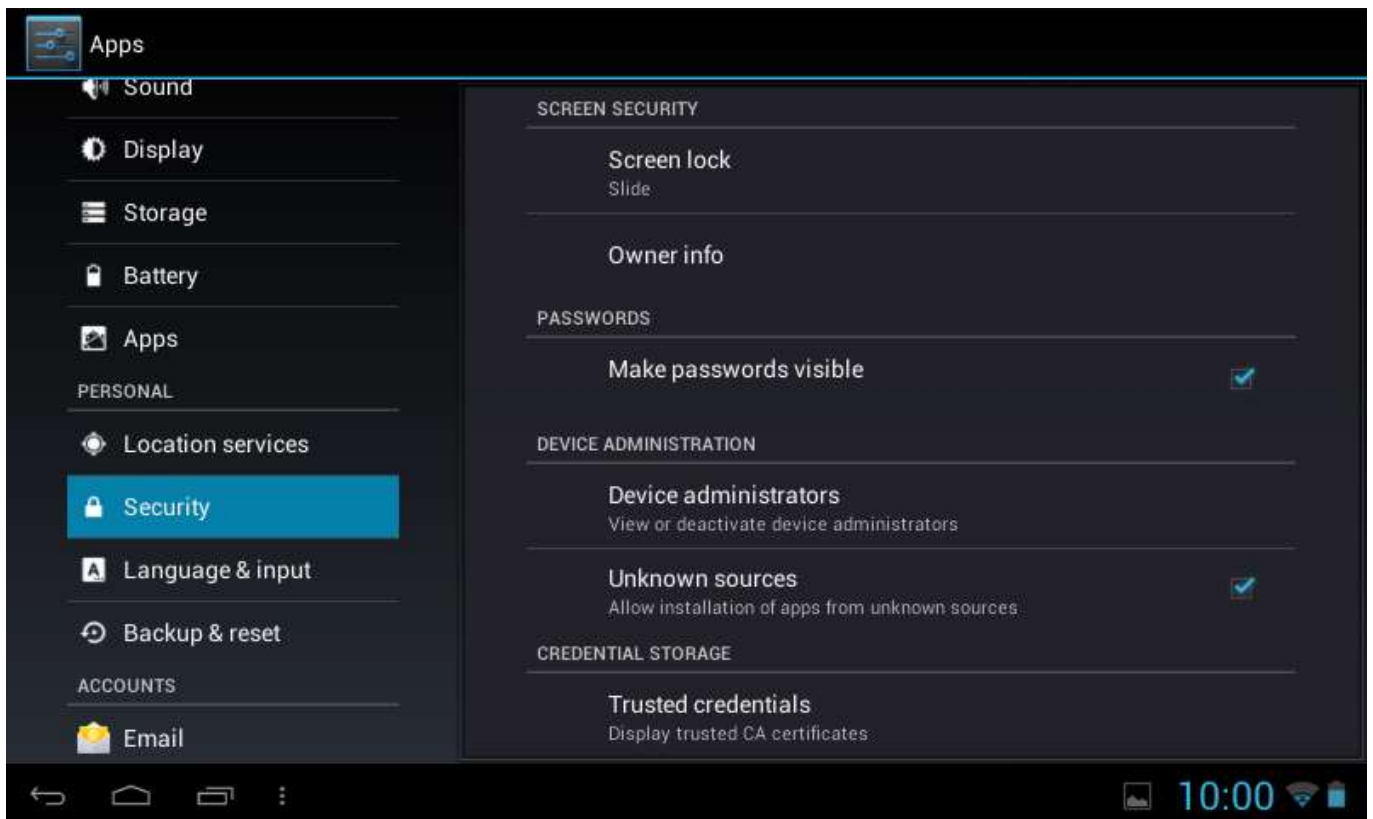 Apps
Sound
Display
Storage
Battery
Apps
PERSONAL
Location services
Security
Language & input
Backup & reset
ACCOUNTS
Email
SCREEN SECURITY
Screen lock
Slide
Owner info
PASSWORDS
Make passwords visible
DEVICE ADMINISTRATION
Device administrators
View or deactivate device administrators
Unknown sources
Allow installation of apps from unknown sources
CREDENTIAL STORAGE
Trusted credentials
Display trusted CA certificates
10:00